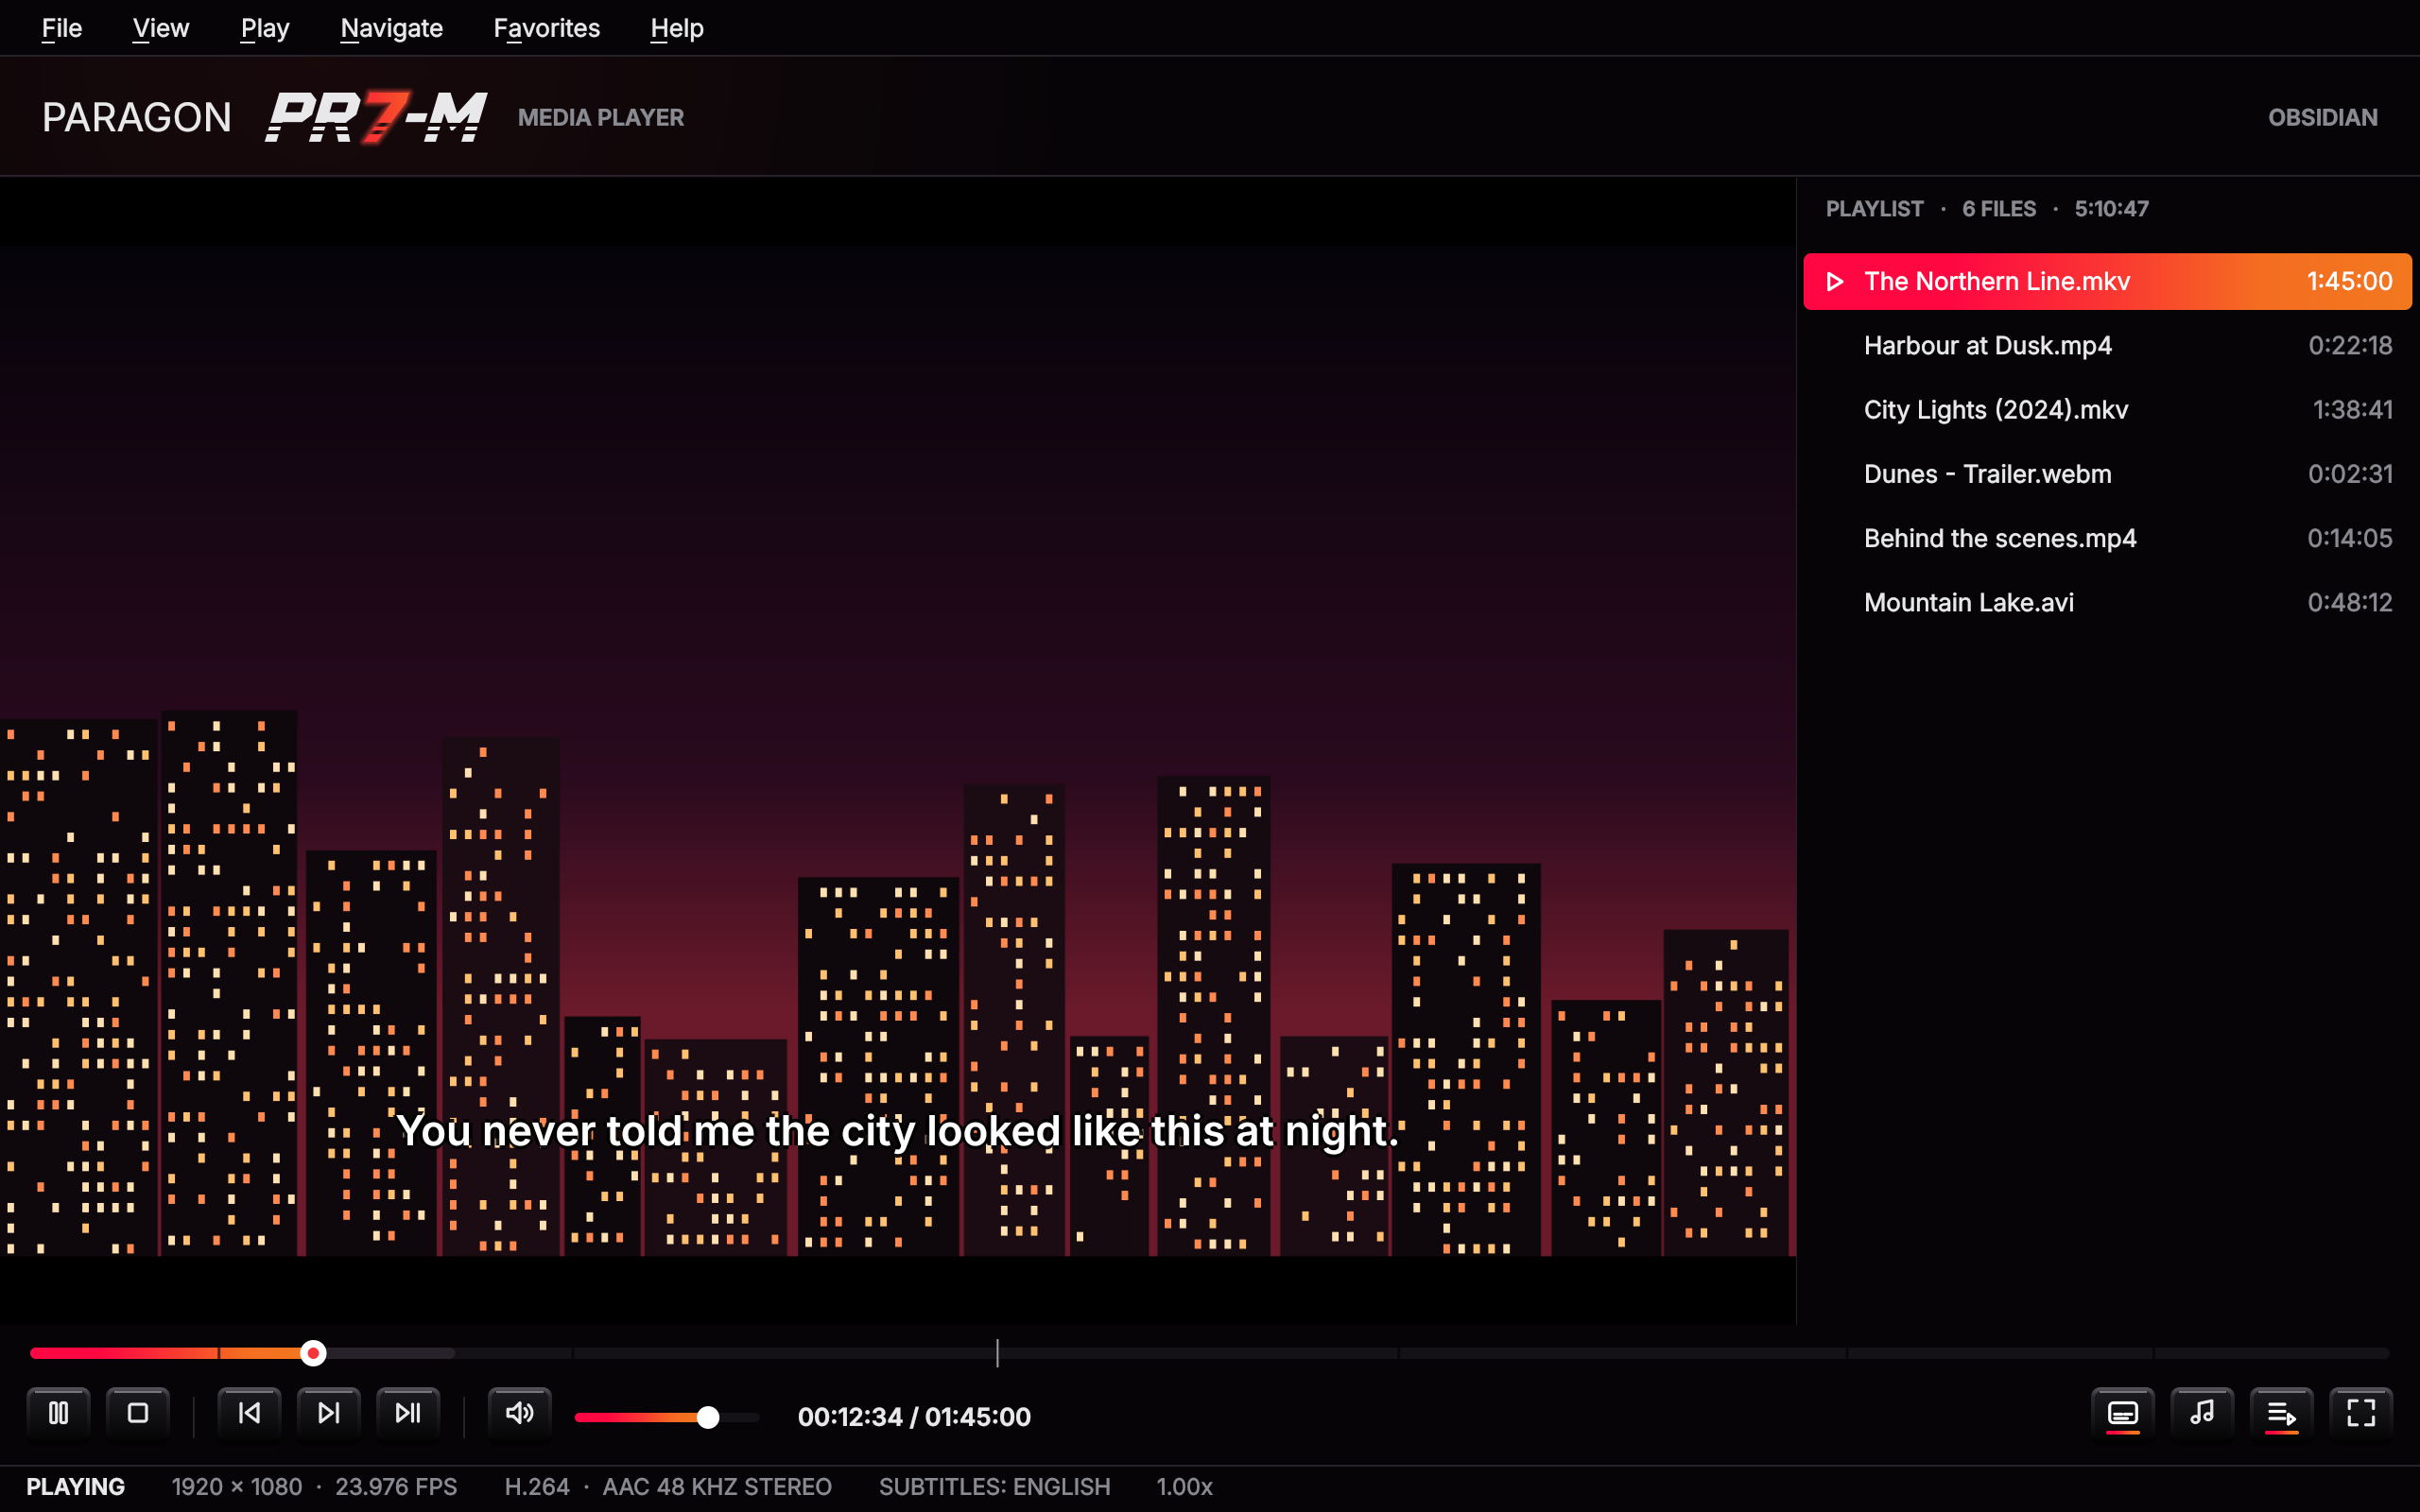 File View Play Navigate Favorites Help
PARAGON PR7-M MEDIA PLAYER OBSIDIAN
PLAYLIST · 6 FILES · 5:10:47
The Northern Line.mkv 1:45:00
Harbour at Dusk.mp4 0:22:18
City Lights (2024).mkv 1:38:41
Dunes - Trailer.webm 0:02:31
Behind the scenes.mp4 0:14:05
Mountain Lake.avi 0:48:12
You never told me the city looked like this at night.
00:12:34 / 01:45:00
PLAYING 1920 × 1080 · 23.976 FPS H.264 · AAC 48 KHZ STEREO SUBTITLES: ENGLISH 1.00x